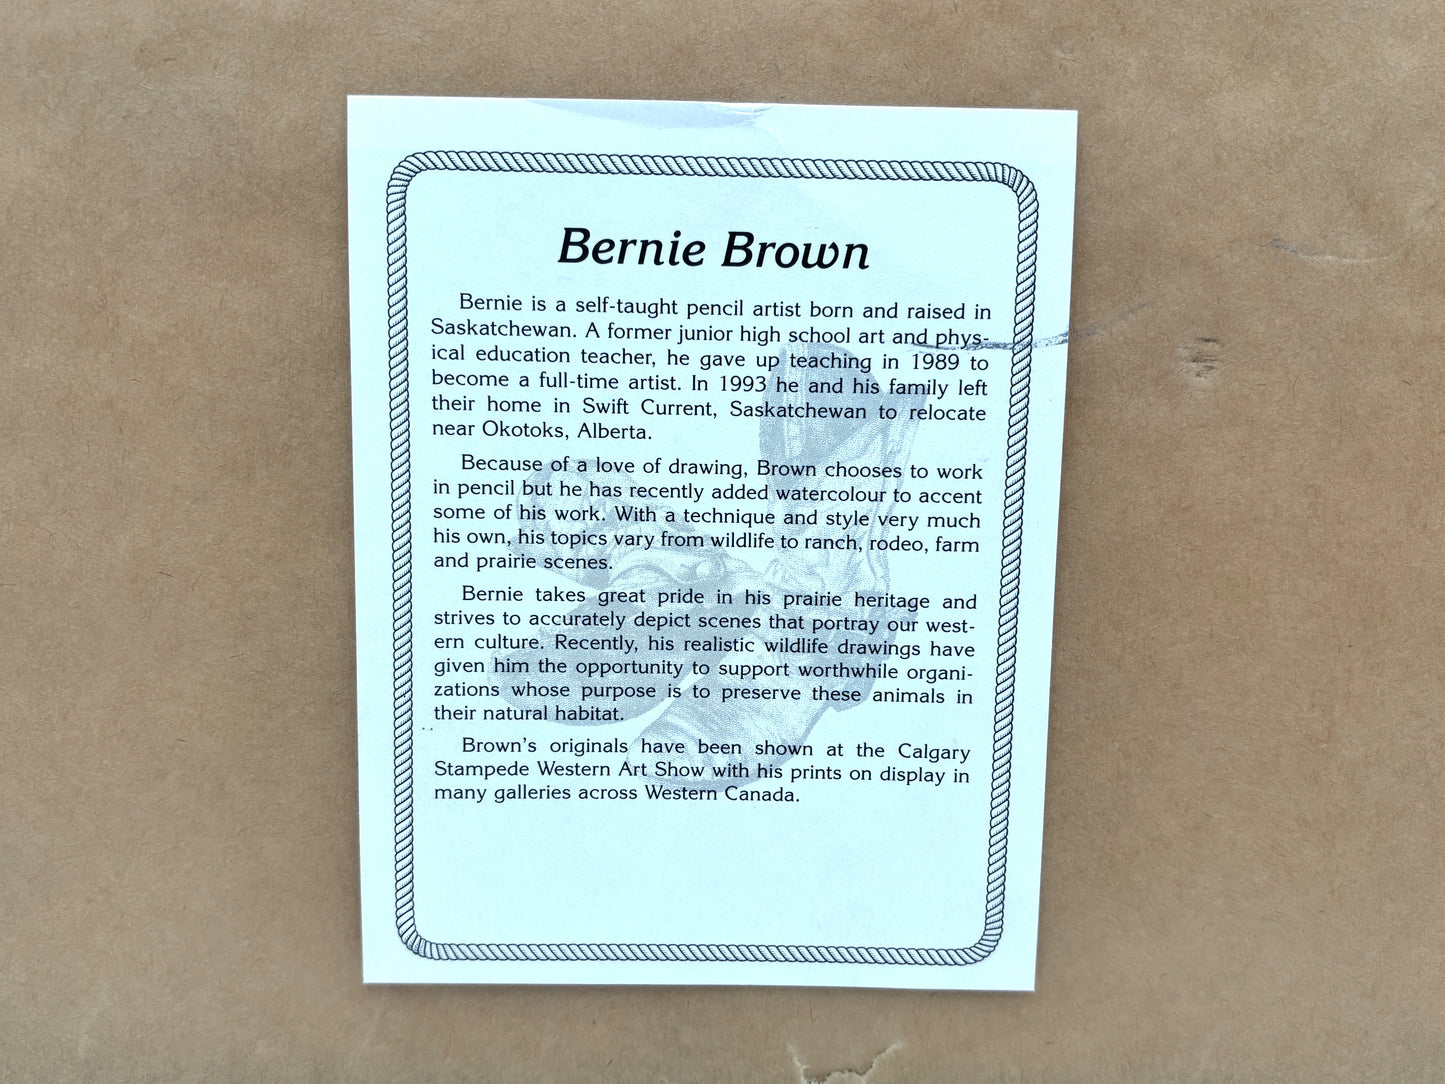 Bernie Brown
Bernie is a self-taught pencil artist born and raised in
Saskatchewan. A former junior high school art and phys-
ical education teacher, he gave up teaching in 1989 to
become a full-time artist. In 1993 he and his family left
their home in Swift Current, Saskatchewan to relocate
near Okotoks, Alberta.
Because of a love of drawing, Brown chooses to work
in pencil but he has recently added watercolour to accent
some of his work. With a technique and style very much
his own, his topics vary from wildlife to ranch, rodeo, farm
and prairie scenes.
Bernie takes great pride in his prairie heritage and
strives to accurately depict scenes that portray our west-
ern culture. Recently, his realistic wildlife drawings have
given him the opportunity to support worthwhile organi-
zations whose purpose is to preserve these animals in
their natural habitat.
Brown's originals have been shown at the Calgary
Stampede Western Art Show with his prints on display in
many galleries across Western Canada.